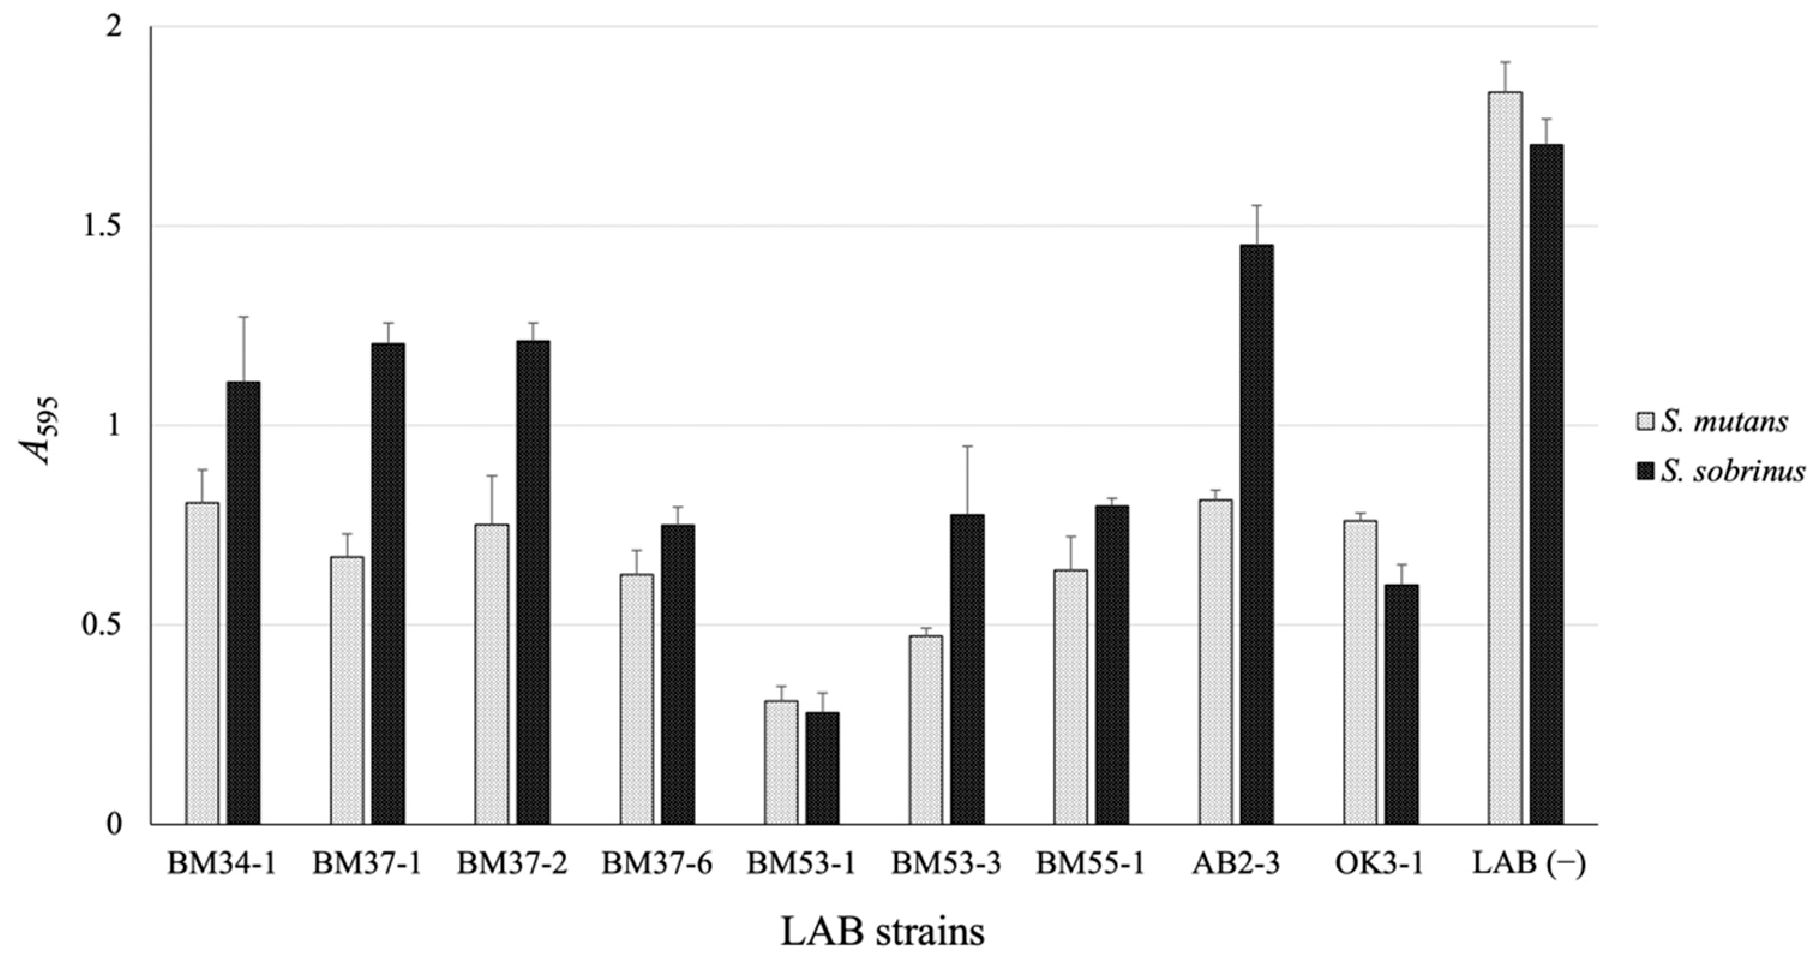 2
1.5
1
0.5
0
A595
BM34-1 BM37-1 BM37-2 BM37-6 BM53-1 BM53-3 BM55-1 AB2-3 OK3-1 LAB (−)
LAB strains
S. mutans
S. sobrinus